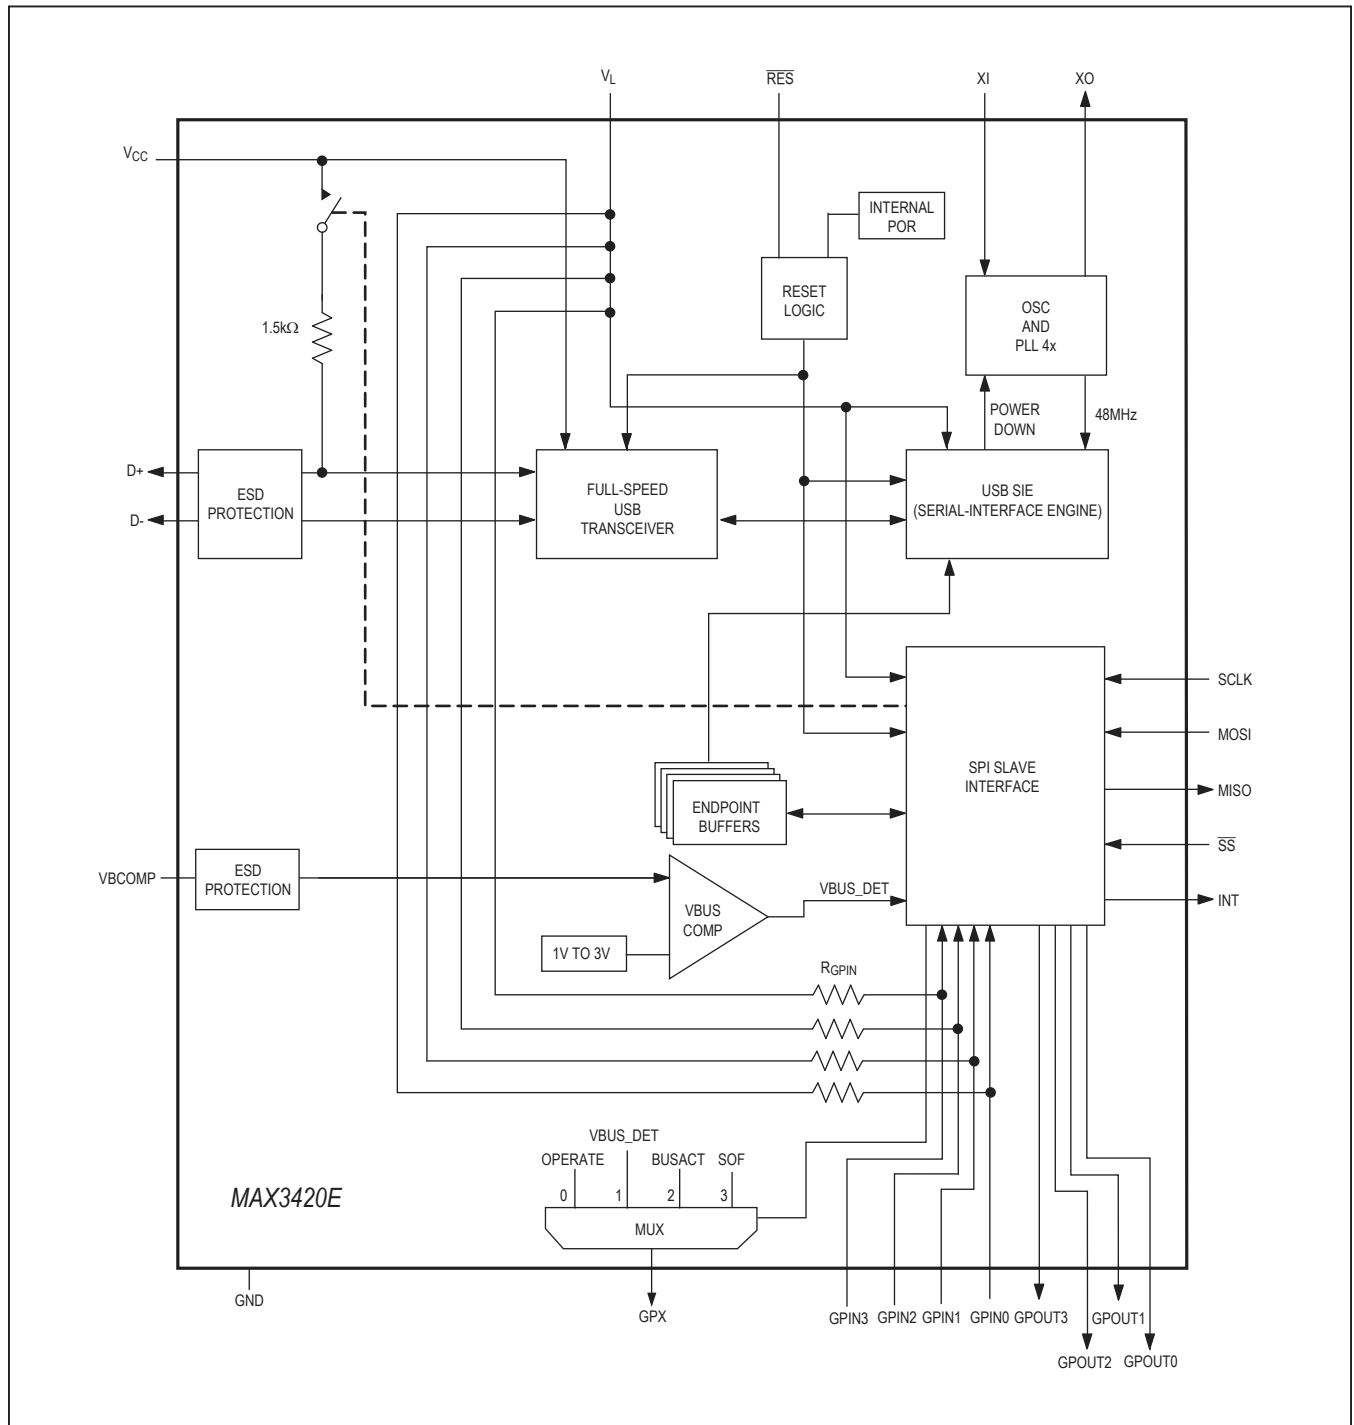 VL
RES
XI
XO
VCC
INTERNAL
POR
RESET
LOGIC
OSC
AND
PLL 4x
1.5kΩ
POWER
DOWN
48MHz
D+
D-
ESD
PROTECTION
FULL-SPEED
USB
TRANSCEIVER
USB SIE
(SERIAL-INTERFACE ENGINE)
SCLK
MOSI
SPI SLAVE
INTERFACE
MISO
ENDPOINT
BUFFERS
SS
VBCOMP
ESD
PROTECTION
VBUS_DET
INT
VBUS
COMP
1V TO 3V
RGPIN
VBUS_DET
OPERATE
BUSACT
SOF
0
1
2
3
MUX
MAX3420E
GND
GPX
GPIN3
GPIN2
GPIN1
GPIN0
GPOUT3
GPOUT1
GPOUT2
GPOUT0